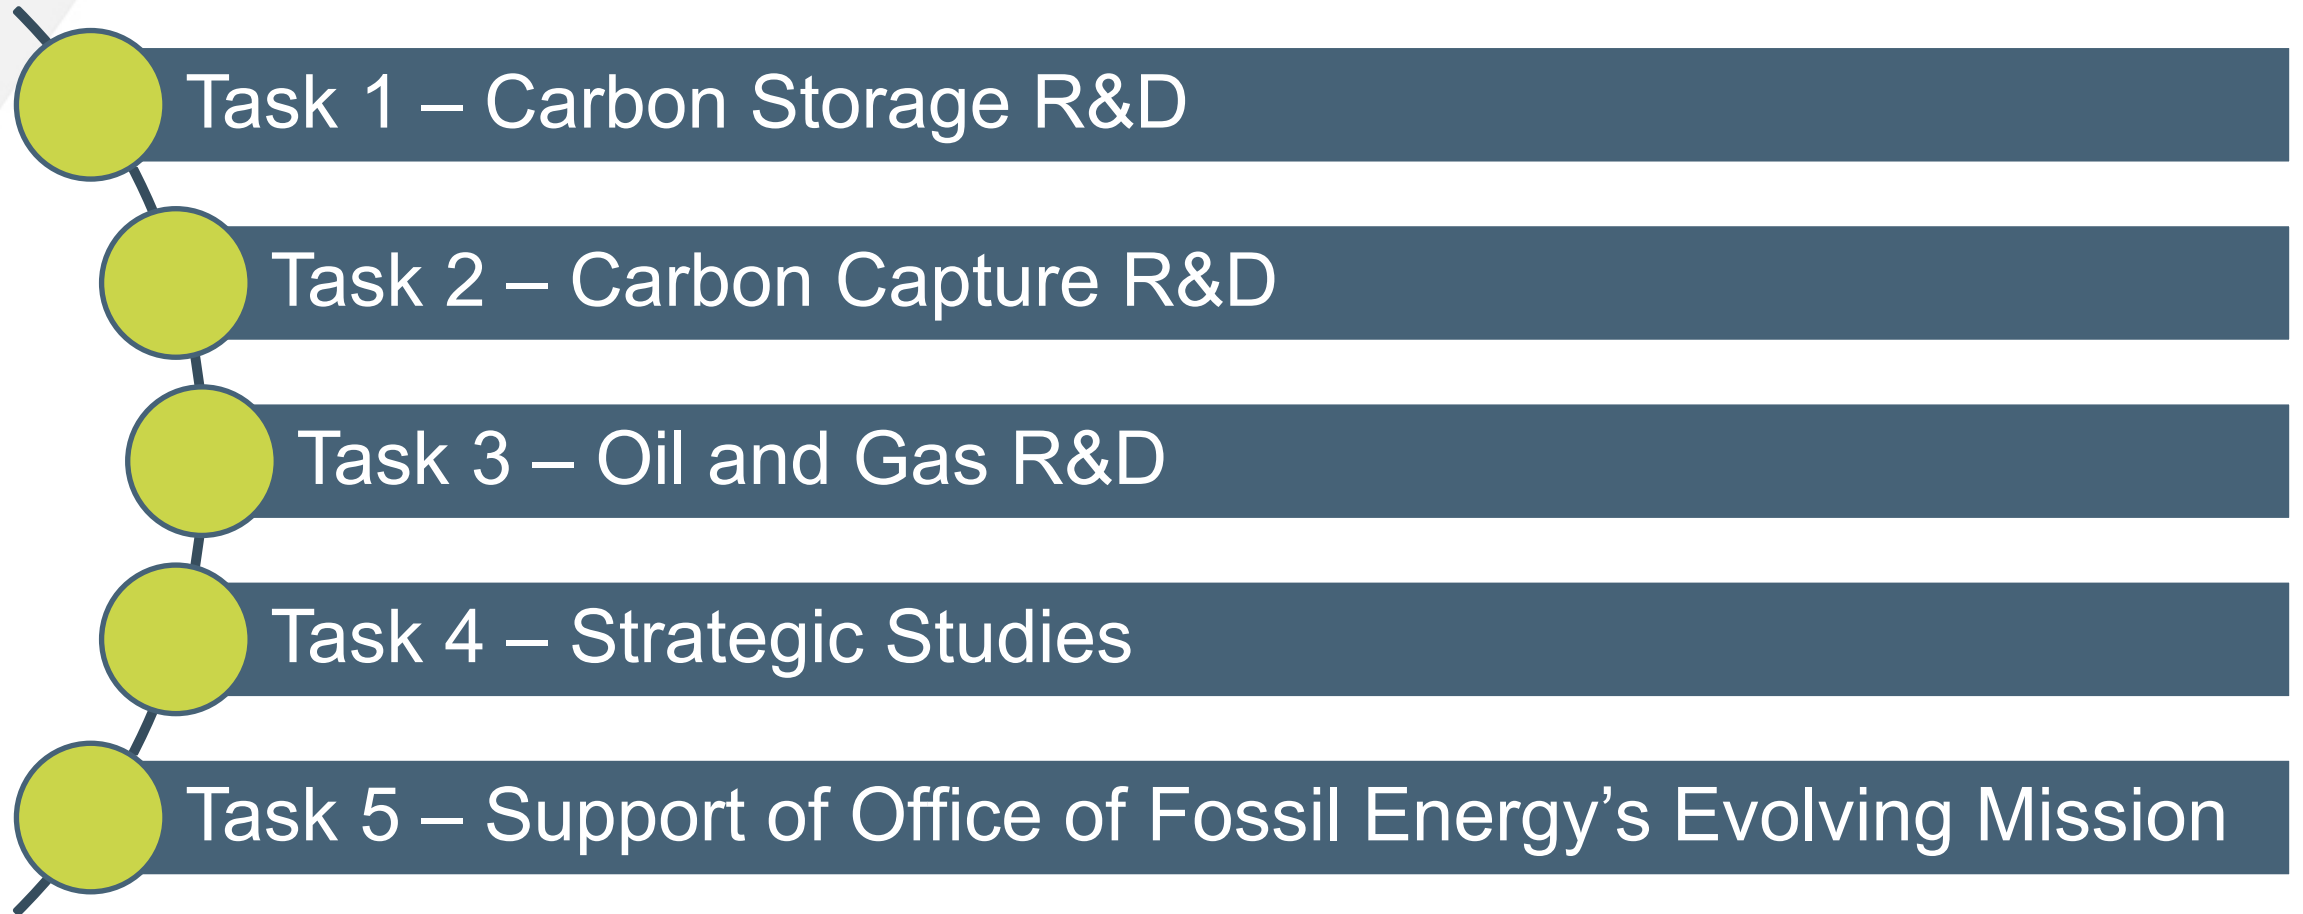 Task 1 – Carbon Storage R&D
Task 2 – Carbon Capture R&D
Task 3 – Oil and Gas R&D
Task 4 – Strategic Studies
Task 5 – Support of Office of Fossil Energy’s Evolving Mission